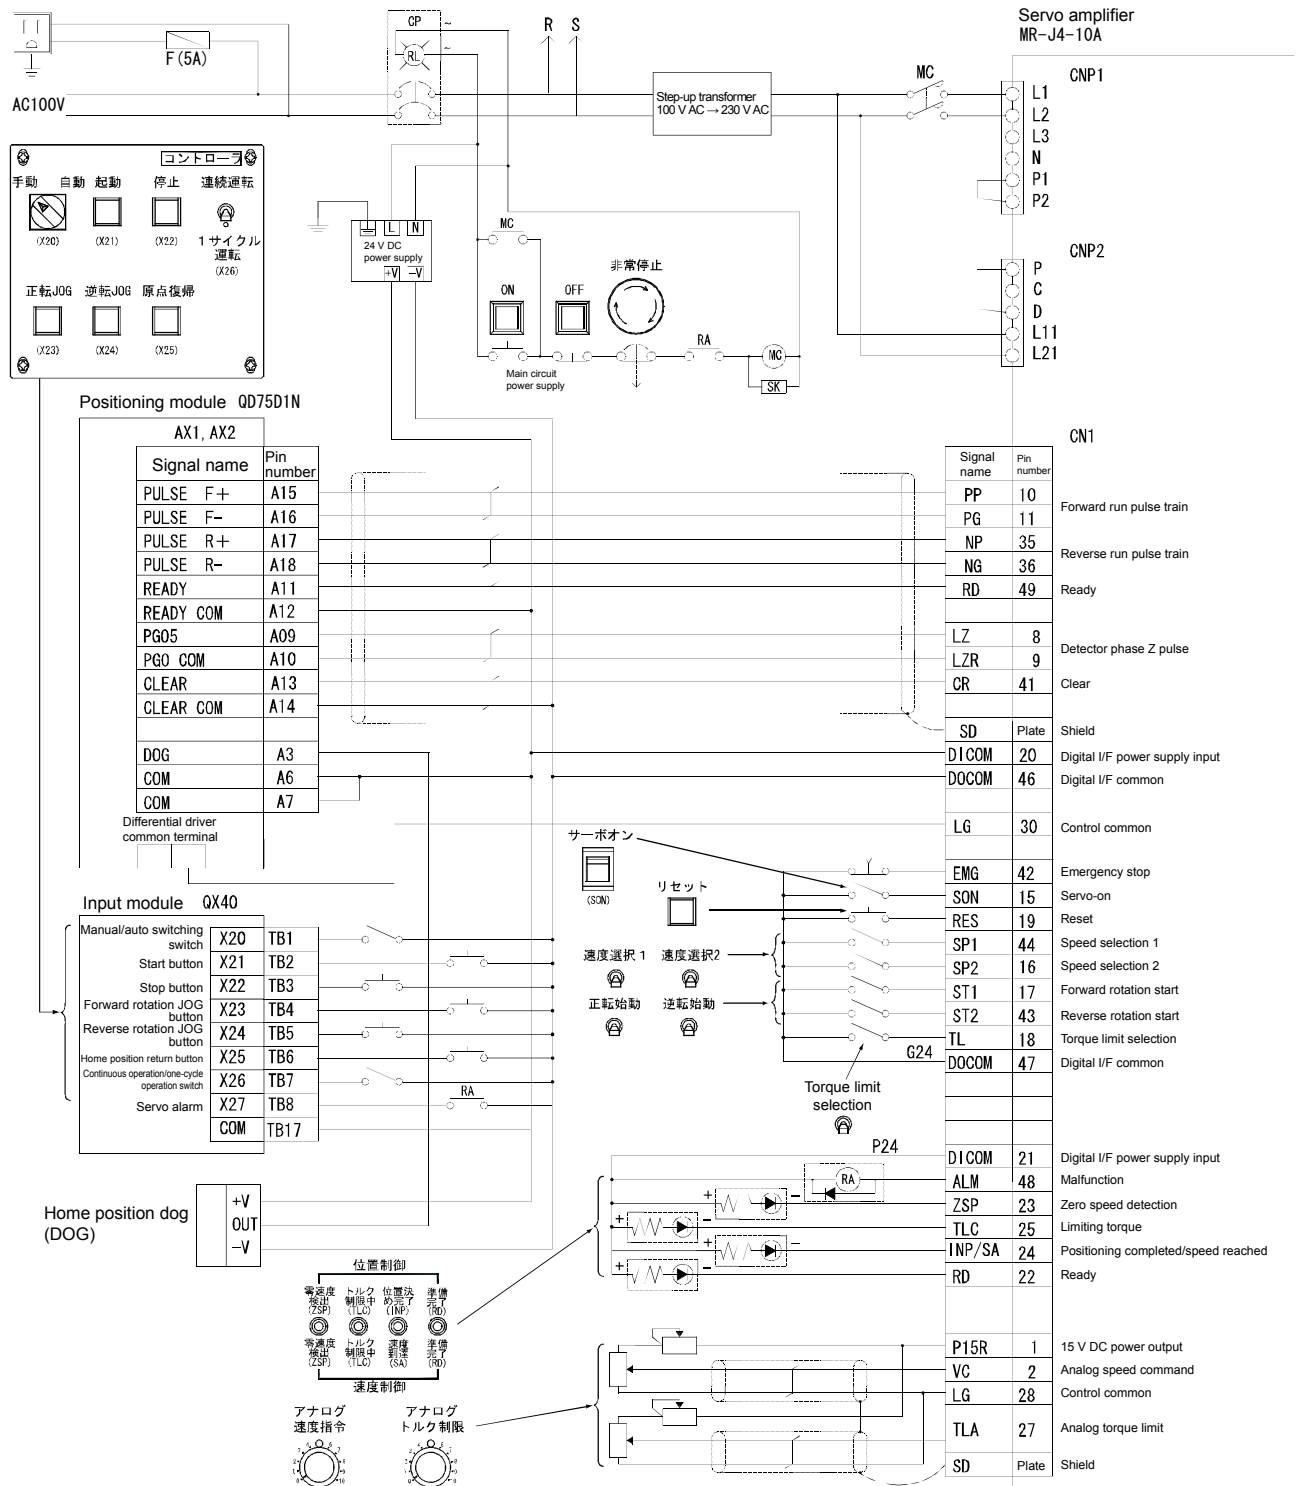 Servo amplifier
MR-J4-10A
CP
~
RL
~
R S
F(5A)
AC100V
Step-up transformer
100 V AC → 230 V AC
MC
CNP1
L1
L2
L3
N
P1
P2
CNP2
P
C
D
L11
L21
コントローラ
手動 自動 起動 停止 連続運転
(X20) (X21) (X22)
1サイクル
運転
(X26)
正転JOG 逆転JOG 原点復帰
(X23) (X24) (X25)
L N
24 V DC
power supply
+V -V
MC
ON OFF
非常停止
RA
MC
SK
Main circuit
power supply
Positioning module QD75D1N
AX1, AX2
Signal name Pin number
PULSE F+ A15
PULSE F- A16
PULSE R+ A17
PULSE R- A18
READY A11
READY COM A12
PG05 A09
PG0 COM A10
CLEAR A13
CLEAR COM A14
DOG A3
COM A6
COM A7
Differential driver
common terminal
CN1
Signal name Pin number
PP 10
PG 11
Forward run pulse train
NP 35
NG 36
Reverse run pulse train
RD 49 Ready
LZ 8
LZR 9
Detector phase Z pulse
CR 41 Clear
SD Plate Shield
DICOM 20 Digital I/F power supply input
DOCOM 46 Digital I/F common
LG 30 Control common
EMG 42 Emergency stop
SON 15 Servo-on
RES 19 Reset
SP1 44 Speed selection 1
SP2 16 Speed selection 2
ST1 17 Forward rotation start
ST2 43 Reverse rotation start
TL 18 Torque limit selection
G24
DOCOM 47 Digital I/F common
サーボオン
(SON)
リセット
速度選択1 速度選択2
正転始動 逆転始動
Torque limit
selection
Input module QX40
Manual/auto switching
switch X20 TB1
Start button X21 TB2
Stop button X22 TB3
Forward rotation JOG
button X23 TB4
Reverse rotation JOG
button X24 TB5
Home position return button X25 TB6
Continuous operation/one-cycle
operation switch X26 TB7
Servo alarm X27 TB8
COM TB17
RA
P24
DICOM 21 Digital I/F power supply input
RA
ALM 48 Malfunction
+ -
ZSP 23 Zero speed detection
+ -
TLC 25 Limiting torque
+ -
INP/SA 24 Positioning completed/speed reached
+ -
RD 22 Ready
Home position dog
(DOG)
+V
OUT
-V
位置制御
零速度
検出
(ZSP)
トルク
制限中
(TLC)
位置決
め完了
(INP)
準備
完了
(RD)
零速度
検出
(ZSP)
トルク
制限中
(TLC)
速度
到達
(SA)
準備
完了
(RD)
速度制御
アナログ
速度指令
アナログ
トルク制限
P15R 1 15 V DC power output
VC 2 Analog speed command
LG 28 Control common
TLA 27 Analog torque limit
SD Plate Shield